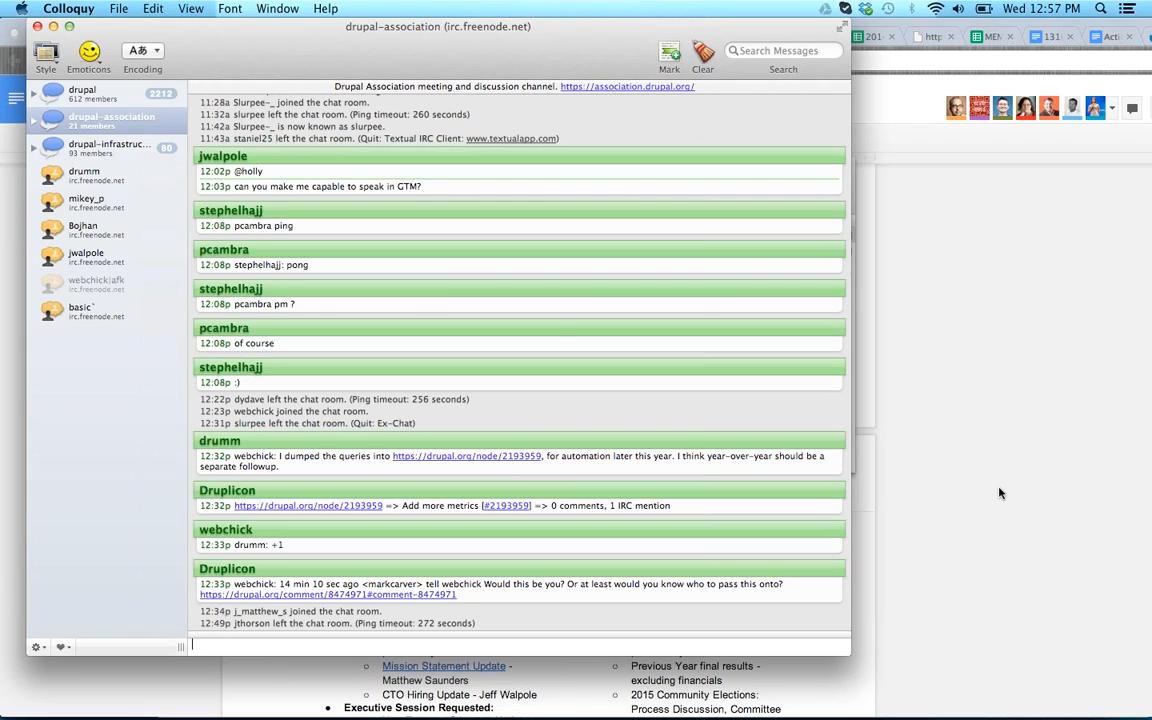 Colloquy File Edit View Font Window Help
Wed 12:57 PM
drupal-association (irc.freenode.net)
Style Emoticons Encoding
Aあ
Mark Clear Search
Search Messages
201-
http
MEM
131
Acti
drupal
612 members
2212
drupal-association
21 members
drupal-infrastruc...
93 members
80
drumm
irc.freenode.net
mikey_p
irc.freenode.net
Bojhan
irc.freenode.net
jwalpole
irc.freenode.net
webchick|afk
irc.freenode.net
basic`
irc.freenode.net
Drupal Association meeting and discussion channel. https://association.drupal.org/
11:28a Slurpee-_ joined the chat room.
11:32a slurpee left the chat room. (Ping timeout: 260 seconds)
11:42a Slurpee-_ is now known as slurpee.
11:43a staniel25 left the chat room. (Quit: Textual IRC Client: www.textualapp.com)
jwalpole
12:02p @holly
12:03p can you make me capable to speak in GTM?
stephelhajj
12:08p pcambra ping
pcambra
12:08p stephelhajj: pong
stephelhajj
12:08p pcambra pm ?
pcambra
12:08p of course
stephelhajj
12:08p :)
12:22p dydave left the chat room. (Ping timeout: 256 seconds)
12:23p webchick joined the chat room.
12:31p slurpee left the chat room. (Quit: Ex-Chat)
drumm
12:32p webchick: I dumped the queries into https://drupal.org/node/2193959, for automation later this year. I think year-over-year should be a
separate followup.
Druplicon
12:32p https://drupal.org/node/2193959 => Add more metrics [#2193959] => 0 comments, 1 IRC mention
webchick
12:33p drumm: +1
Druplicon
12:33p webchick: 14 min 10 sec ago <markcarver> tell webchick Would this be you? Or at least would you know who to pass this onto?
https://drupal.org/comment/8474971#comment-8474971
12:34p j_matthew_s joined the chat room.
12:49p jthorson left the chat room. (Ping timeout: 272 seconds)
Mission Statement Update -
Matthew Saunders
CTO Hiring Update - Jeff Walpole
Executive Session Requested:
Previous Year final results -
excluding financials
2015 Community Elections:
Process Discussion, Committee